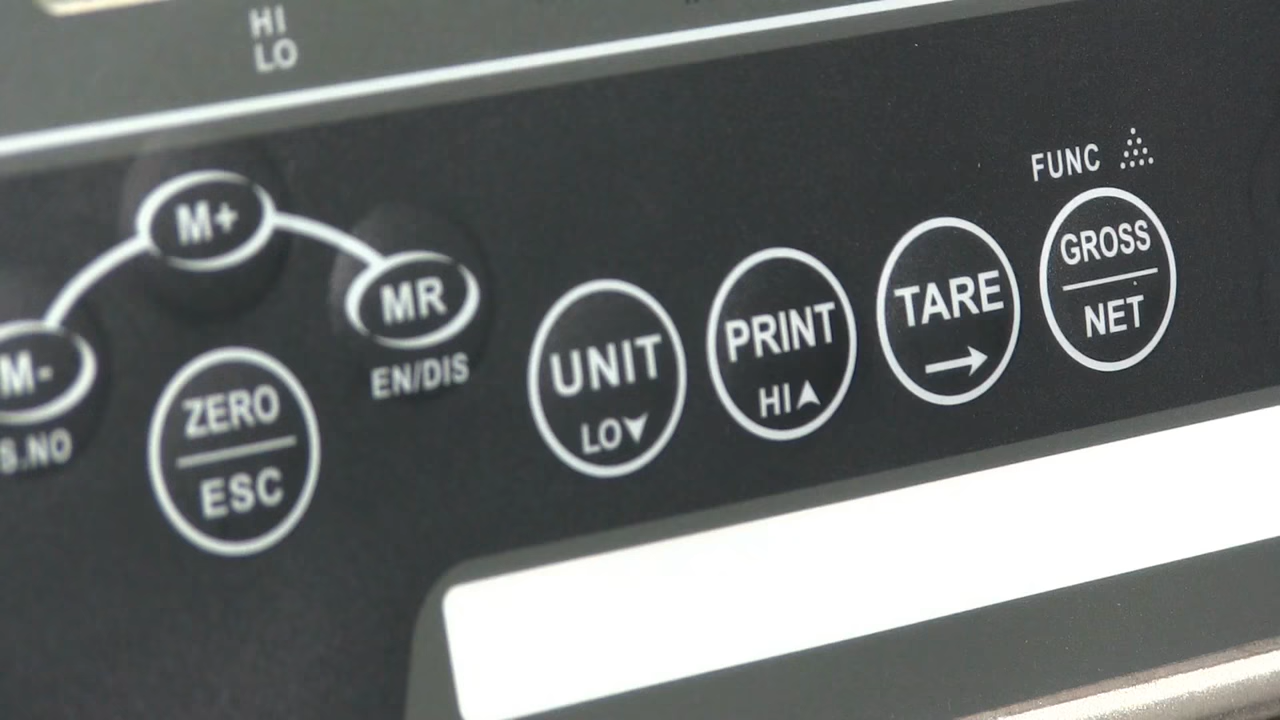 HI
LO
M+
MR
EN/DIS
M-
S.NO
ZERO
ESC
UNIT
LO
PRINT
HI
TARE
FUNC
GROSS
NET